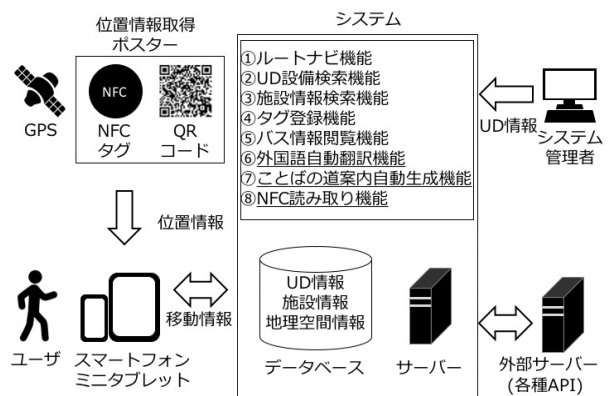 システム
位置情報取得
ポスター
NFC
NFC
タグ
QR
コード
GPS
①ルートナビ機能
②UD設備検索機能
③施設情報検索機能
④タグ登録機能
⑤バス情報閲覧機能
⑥外国語自動翻訳機能
⑦ことばの道案内自動生成機能
⑧NFC読み取り機能
UD情報
システム
管理者
位置情報
移動情報
ユーザ
スマートフォン
ミニタブレット
UD情報
施設情報
地理空間情報
データベース
サーバー
外部サーバー
(各種API)